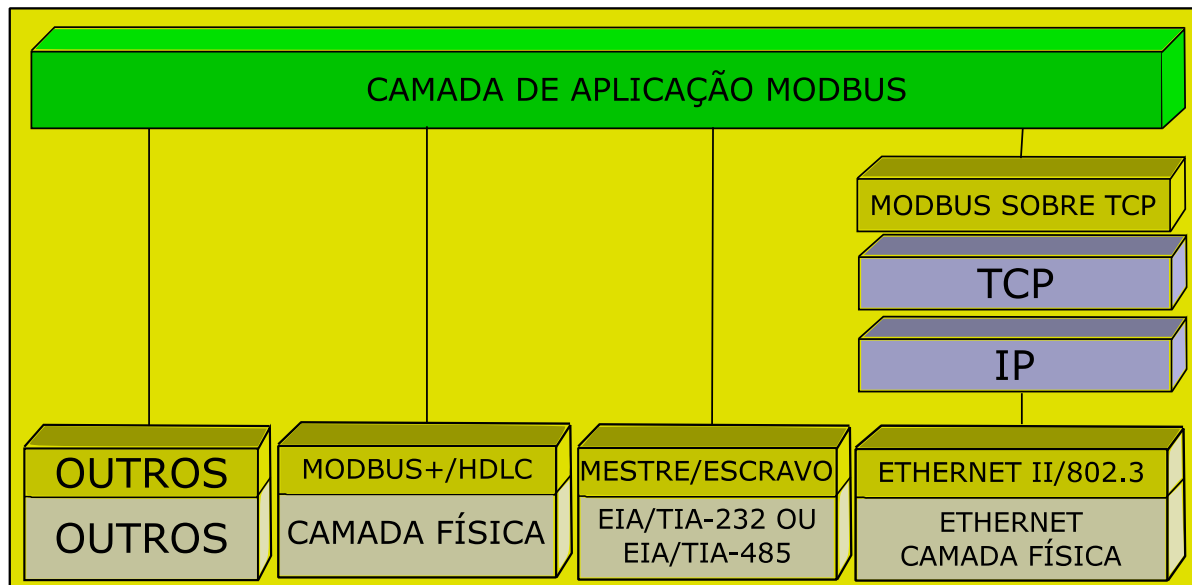 CAMADA DE APLICAÇÃO MODBUS
MODBUS SOBRE TCP
TCP
IP
OUTROS
OUTROS
MODBUS+/HDLC
CAMADA FÍSICA
MESTRE/ESCRAVO
EIA/TIA-232 OU
EIA/TIA-485
ETHERNET II/802.3
ETHERNET
CAMADA FÍSICA